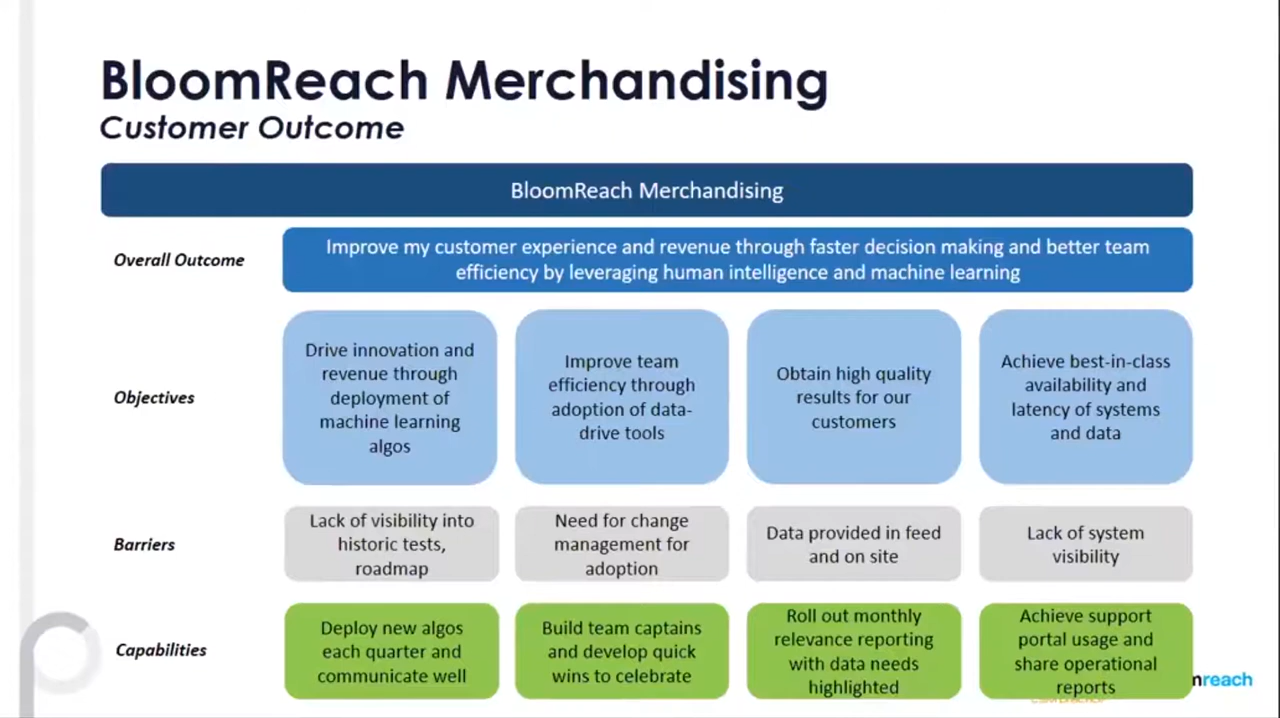 BloomReach Merchandising
Customer Outcome
BloomReach Merchandising
Overall Outcome
Improve my customer experience and revenue through faster decision making and better team
efficiency by leveraging human intelligence and machine learning
Objectives
Drive innovation and
revenue through
deployment of
machine learning
algos
Improve team
efficiency through
adoption of data-
drive tools
Obtain high quality
results for our
customers
Achieve best-in-class
availability and
latency of systems
and data
Barriers
Lack of visibility into
historic tests,
roadmap
Need for change
management for
adoption
Data provided in feed
and on site
Lack of system
visibility
Capabilities
Deploy new algos
each quarter and
communicate well
Build team captains
and develop quick
wins to celebrate
Roll out monthly
relevance reporting
with data needs
highlighted
Achieve support
portal usage and
share operational
reports
mreach